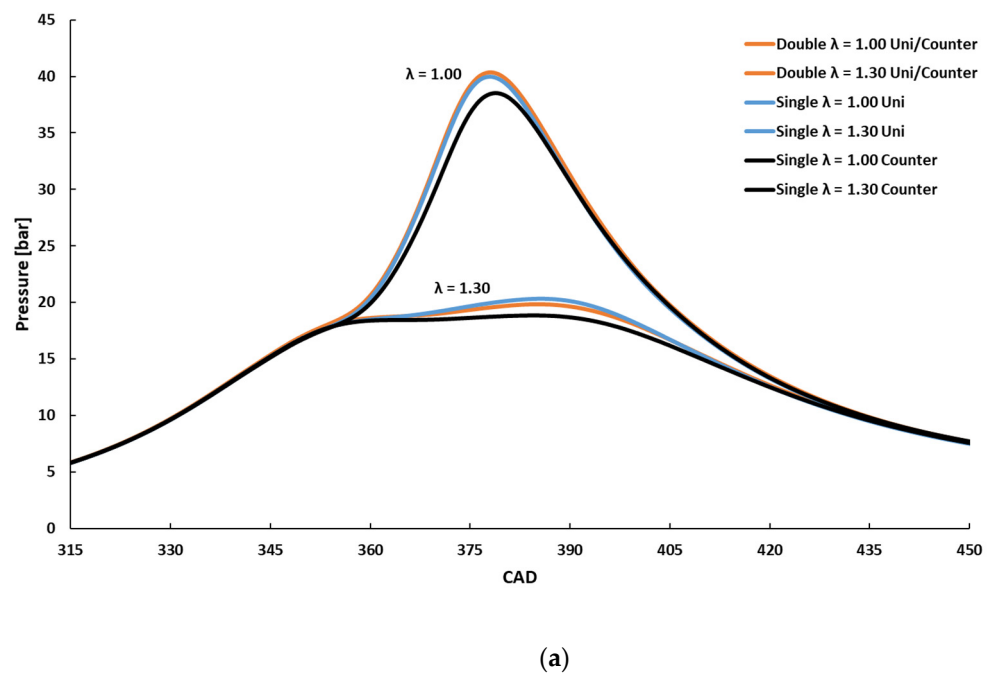 45
40
35
30
25
20
15
10
5
0
Pressure [bar]
315 330 345 360 375 390 405 420 435 450
CAD
λ = 1.00
λ = 1.30
Double λ = 1.00 Uni/Counter
Double λ = 1.30 Uni/Counter
Single λ = 1.00 Uni
Single λ = 1.30 Uni
Single λ = 1.00 Counter
Single λ = 1.30 Counter
(a)